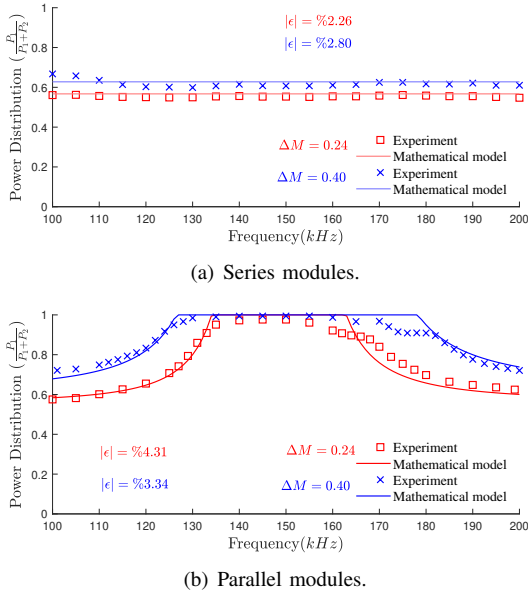 |ϵ| = %2.26
|ϵ| = %2.80
Power Distribution (P₁/(P₁+P₂))
1
0.8
0.6
0.4
0.2
0
ΔM = 0.24
ΔM = 0.40
Experiment
Mathematical model
Experiment
Mathematical model
100 110 120 130 140 150 160 170 180 190 200
Frequency(kHz)
(a) Series modules.
Power Distribution (P₁/(P₁+P₂))
1
0.8
0.6
0.4
0.2
0
|ϵ| = %4.31
|ϵ| = %3.34
ΔM = 0.24
ΔM = 0.40
Experiment
Mathematical model
Experiment
Mathematical model
100 110 120 130 140 150 160 170 180 190 200
Frequency(kHz)
(b) Parallel modules.